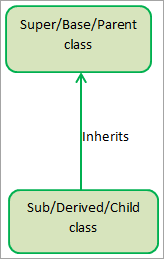 Super/Base/Parent
class
Inherits
Sub/Derived/Child
class